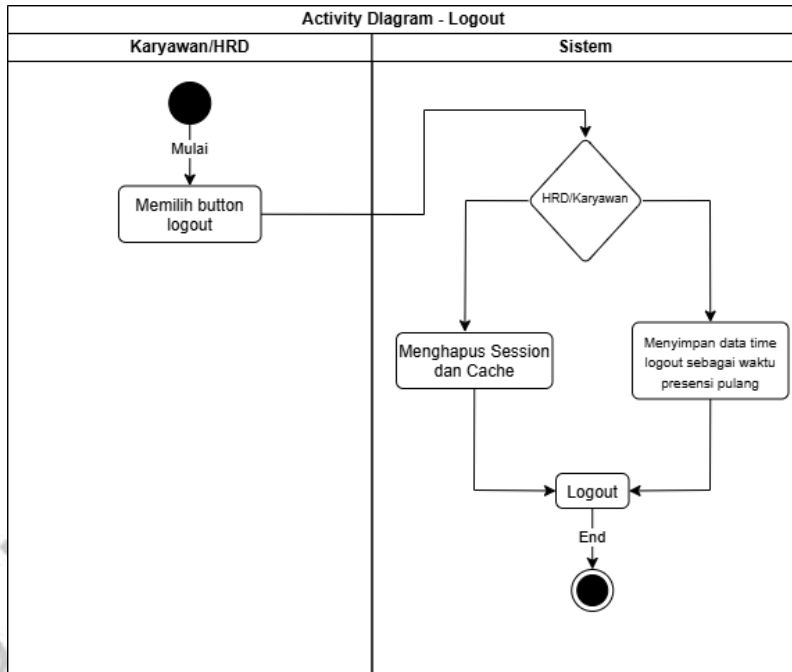 Activity DIagram - Logout
Karyawan/HRD
Sistem
Mulai
Memilih button
logout
HRD/Karyawan
Menghapus Session
dan Cache
Menyimpan data time
logout sebagai waktu
presensi pulang
Logout
End